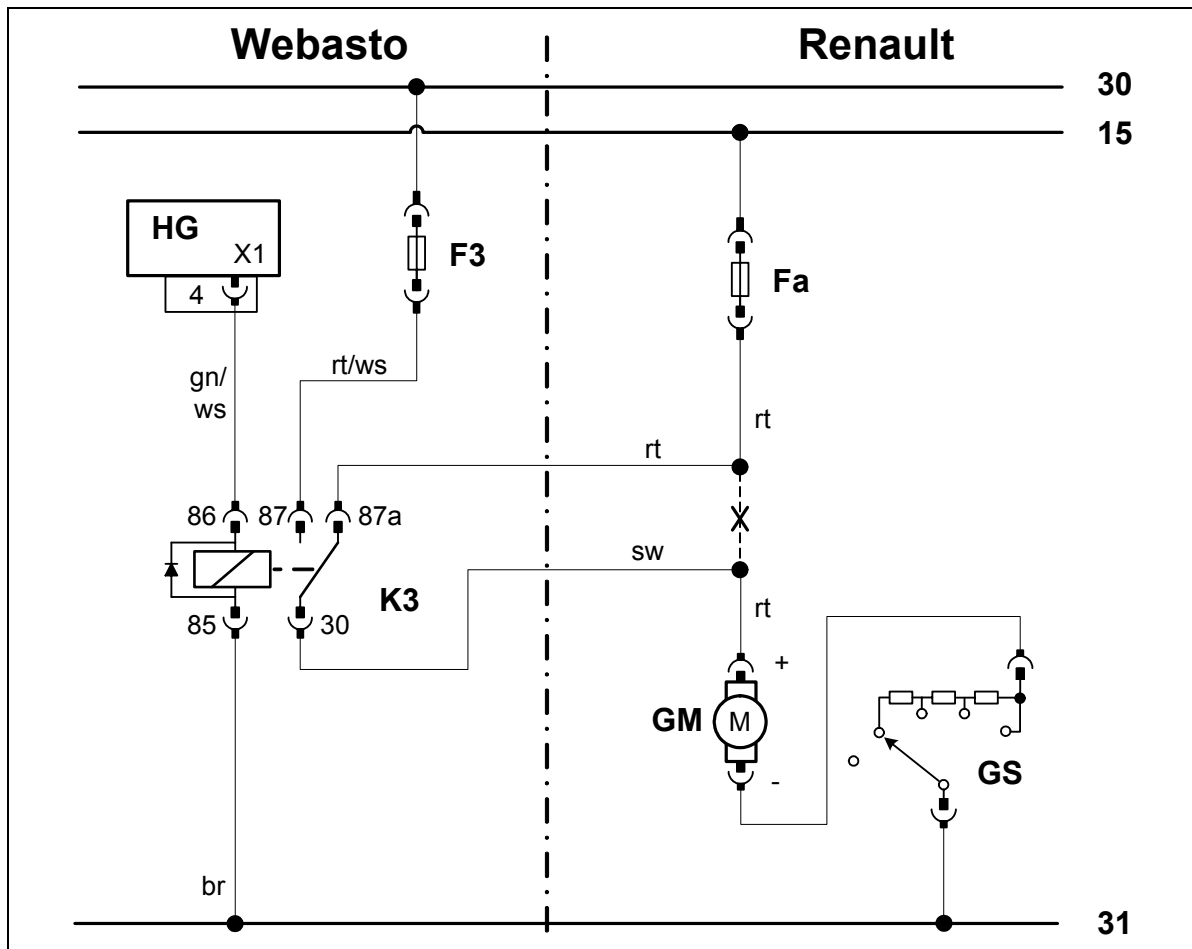 Webasto
Renault
30
15
HG
X1
4
F3
Fa
gn/
ws
rt/ws
rt
rt
86
87
87a
sw
K3
85
30
rt
+
GM
M
GS
-
br
31